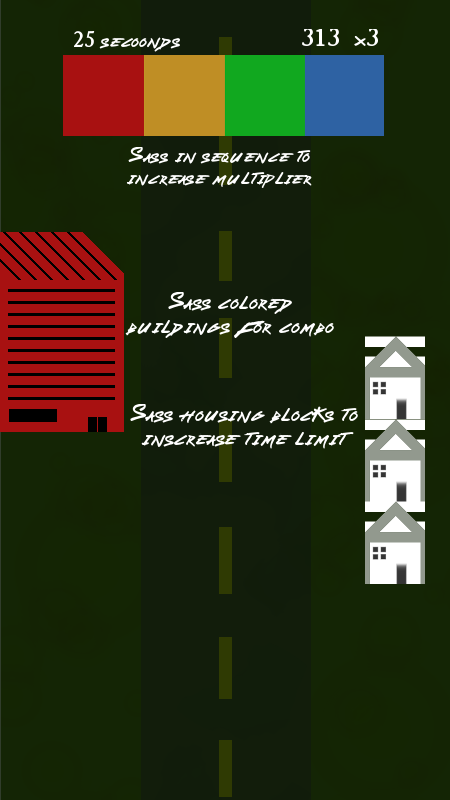 25 seconds
313 x3
Sass in sequence to
increase multiplier
Sass colored
buildings for combo
Sass housing blocks to
inscrease time limit